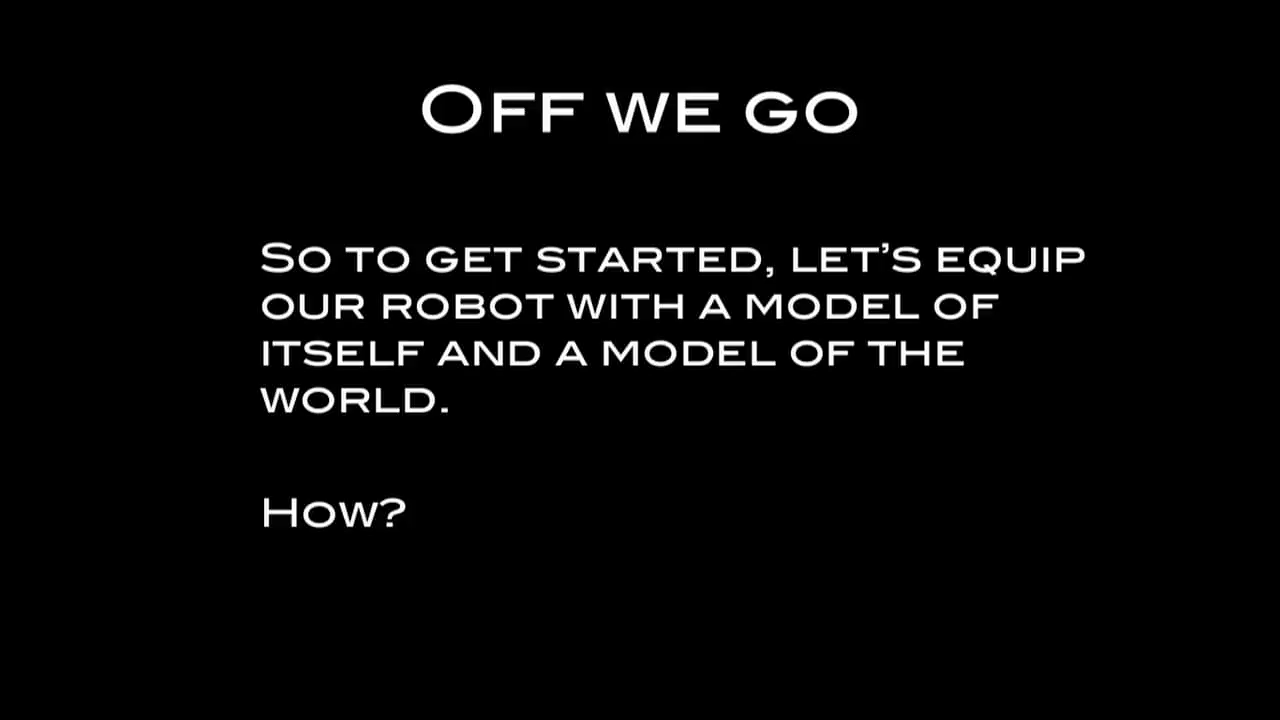 Off we go
So to get started, let’s equip
our robot with a model of
itself and a model of the
world.
How?